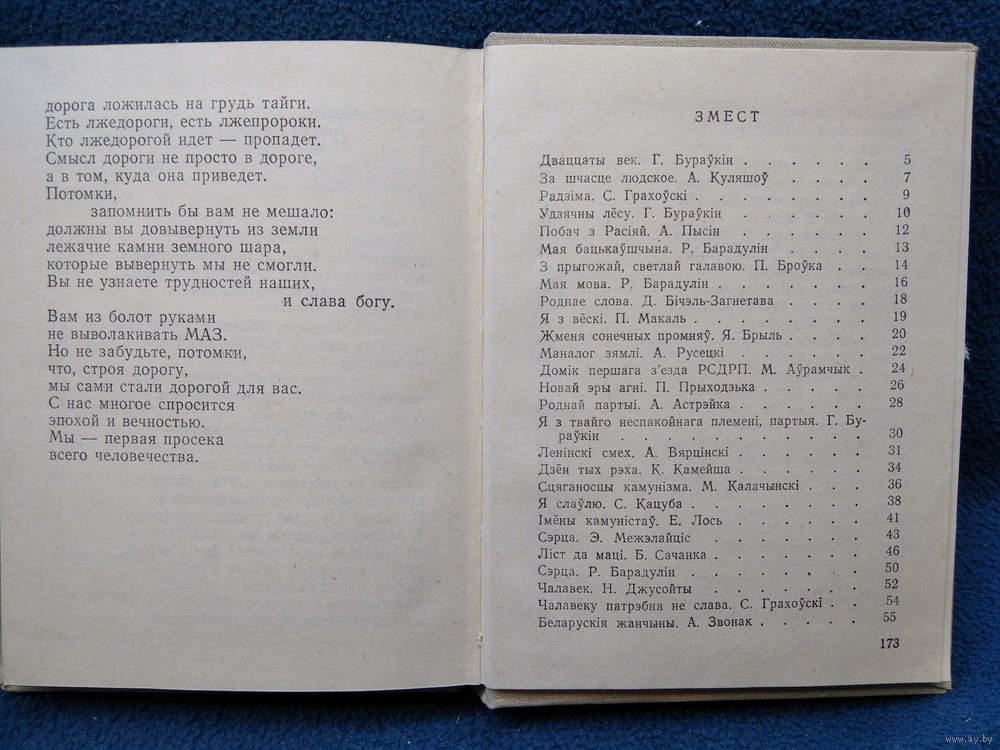 дорога ложилась на грудь тайги.
Есть лжедороги, есть лжепророки.
Кто лжедорогой идет — пропадет.
Смысл дороги не просто в дороге,
а в том, куда она приведет.
Потомки,
запомнить бы вам не мешало:
должны вы довывернуть из земли
лежачие камни земного шара,
которые вывернуть мы не смогли.
Вы не узнаете трудностей наших,
и слава богу.
Вам из болот руками
не выволакивать МАЗ.
Но не забудьте, потомки,
что, строя дорогу,
мы сами стали дорогой для вас.
С нас многое спросится
эпохой и вечностью.
Мы — первая просека
всего человечества.
ЗМЕСТ
Дваццаты век. Г. Бураўкін . . . . . . 5
За шчасце людское. А. Куляшоў . . . . 7
Радзіма. С. Грахоўскі . . . . . . . 9
Удзячны лёсу. Г. Бураўкін . . . . . . 10
Побач з Расіяй. А. Пысін . . . . . . 12
Мая бацькаўшчына. Р. Барадулін . . . . 13
З прыгожай, светлай галавою. П. Броўка . . 14
Мая мова. Р. Барадулін . . . . . . 16
Роднае слова. Д. Бічэль-Загнетава . . . . 18
Я з вёскі. П. Макаль . . . . . . . 19
Жменя сонечных промняў. Я. Брыль . . . . 20
Маналог зямлі. А. Русецкі . . . . . . 22
Домік першага з'езда РСДРП. М. Аўрамчык . 24
Новай эры агні. П. Прыходзька . . . . 26
Роднай партыі. А. Астрэйка . . . . . . 28
Я з твайго неспакойнага племені, партыя. Г. Бу-
раўкін . . . . . . . . . . 30
Ленінскі смех. А. Вярцінскі . . . . . 31
Дзён тых рэха. К. Камейша . . . . . . 34
Сцяганосцы камунізма. М. Калачынскі . . . 36
Я слаўлю. С. Кацуба . . . . . . . 38
Імёны камуністаў. Е. Лось . . . . . . 41
Сэрца. Э. Межэлайціс . . . . . . . 43
Ліст да маці. Б. Сачанка . . . . . . 46
Сэрца. Р. Барадулін . . . . . . . 50
Чалавек. Н. Джусойты . . . . . . . 52
Чалавеку патрэбна не слава. С. Грахоўскі . . 54
Беларускія жанчыны. А. Звонак . . . . . 55
173
www.ay.by